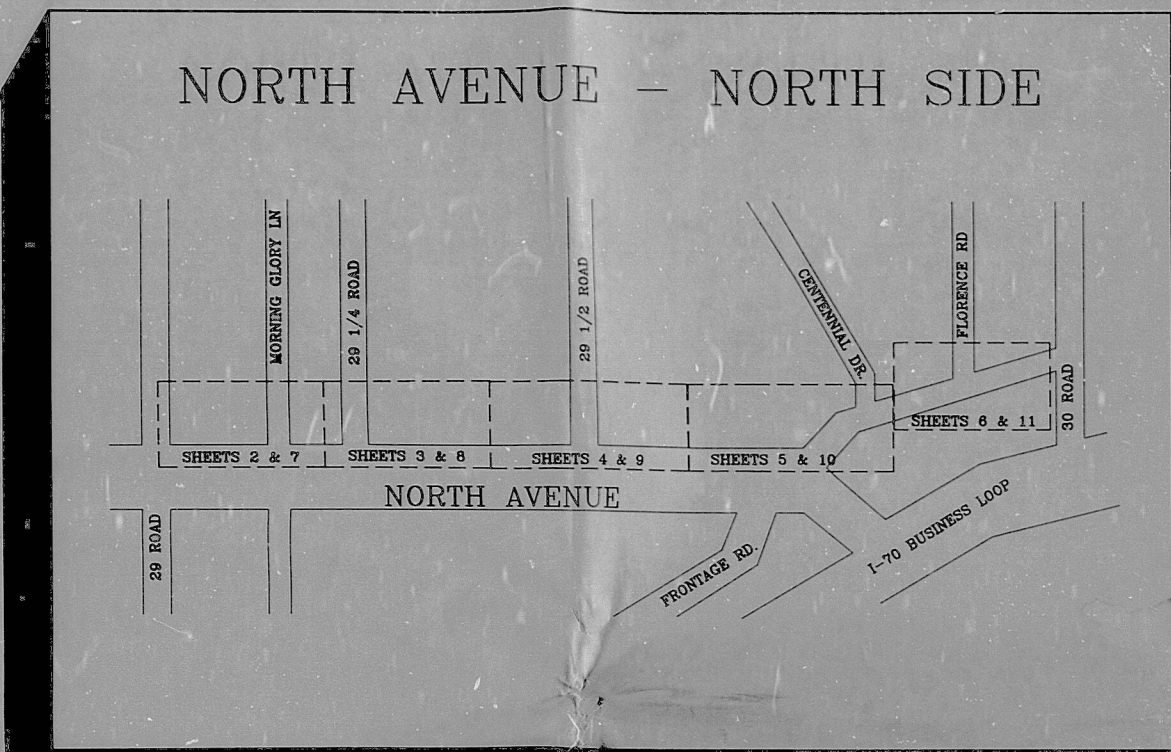 NORTH AVENUE — NORTH SIDE
MORNING GLORY LN
29 1/4 ROAD
29 1/2 ROAD
CENTENNIAL DR.
FLORENCE RD
30 ROAD
SHEETS 2 & 7
SHEETS 3 & 8
SHEETS 4 & 9
SHEETS 5 & 10
SHEETS 6 & 11
NORTH AVENUE
29 ROAD
FRONTAGE RD.
I-70 BUSINESS LOOP